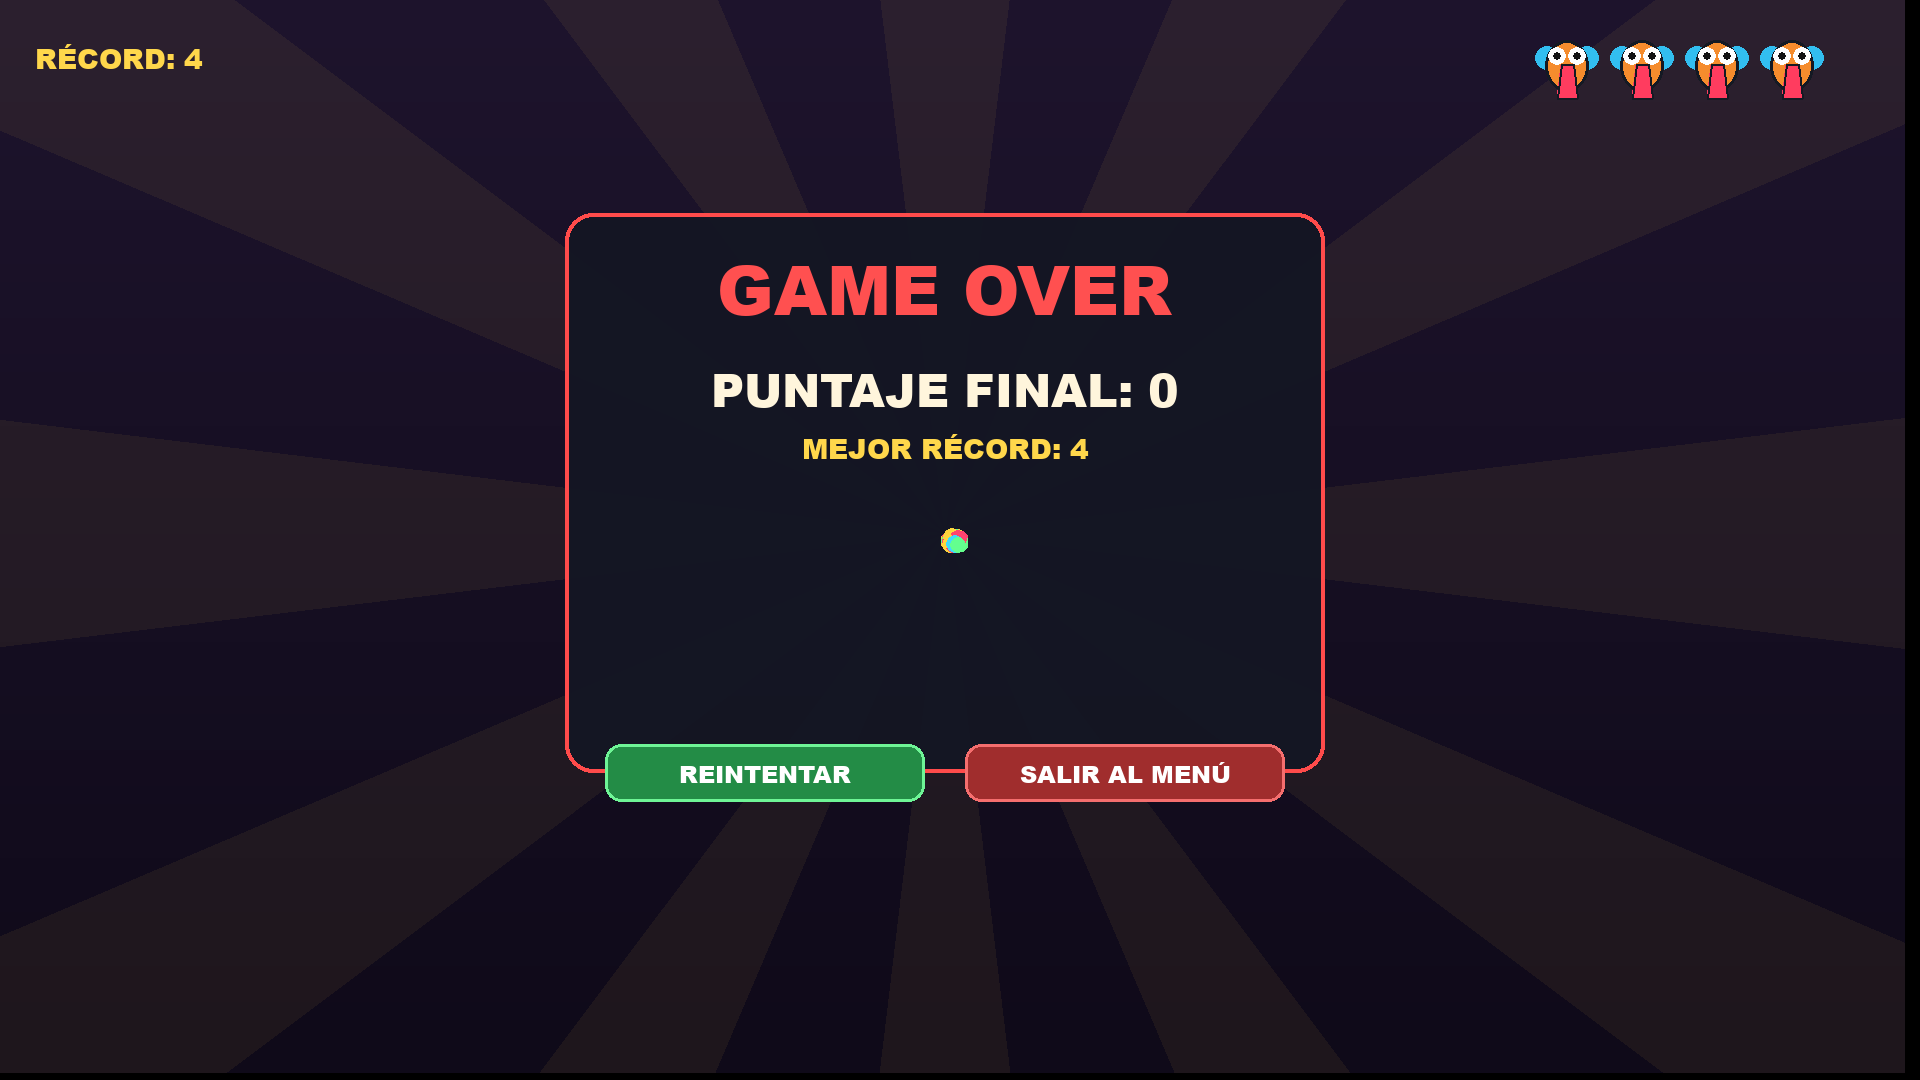 RÉCORD: 4
GAME OVER
PUNTAJE FINAL: 0
MEJOR RÉCORD: 4
REINTENTAR
SALIR AL MENÚ